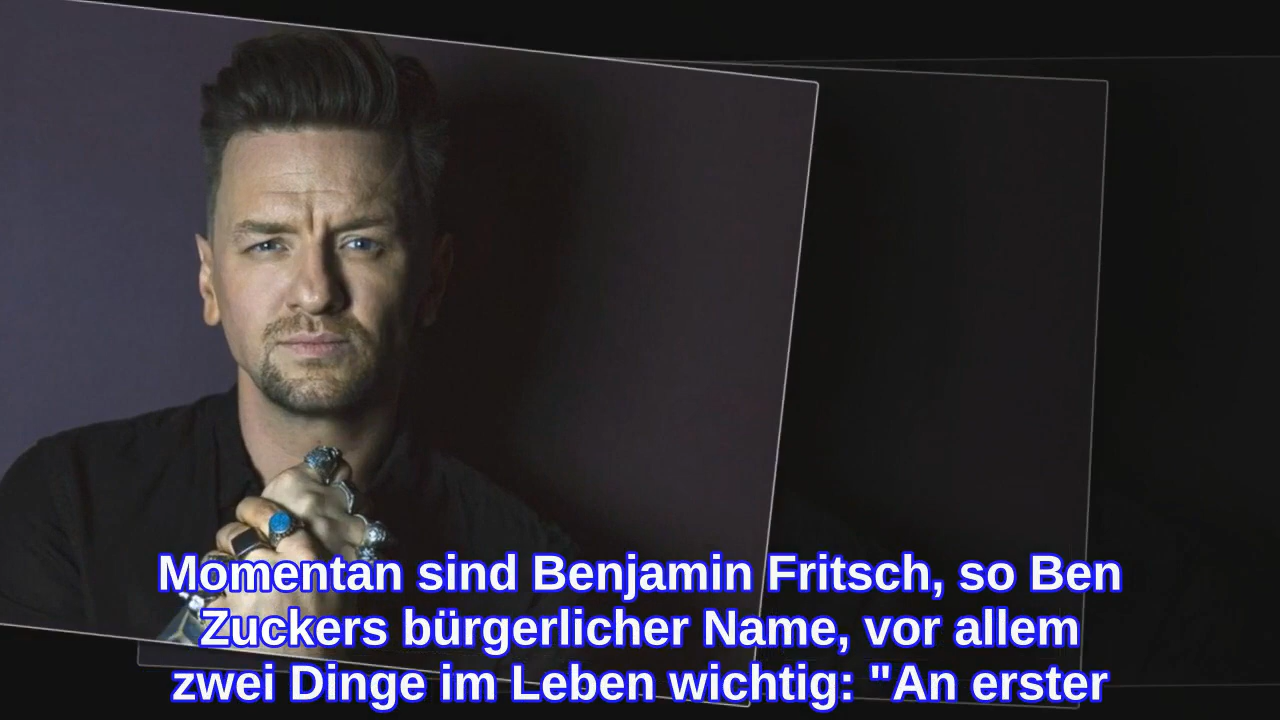 Momentan sind Benjamin Fritsch, so Ben
Zuckers bürgerlicher Name, vor allem
zwei Dinge im Leben wichtig: "An erster